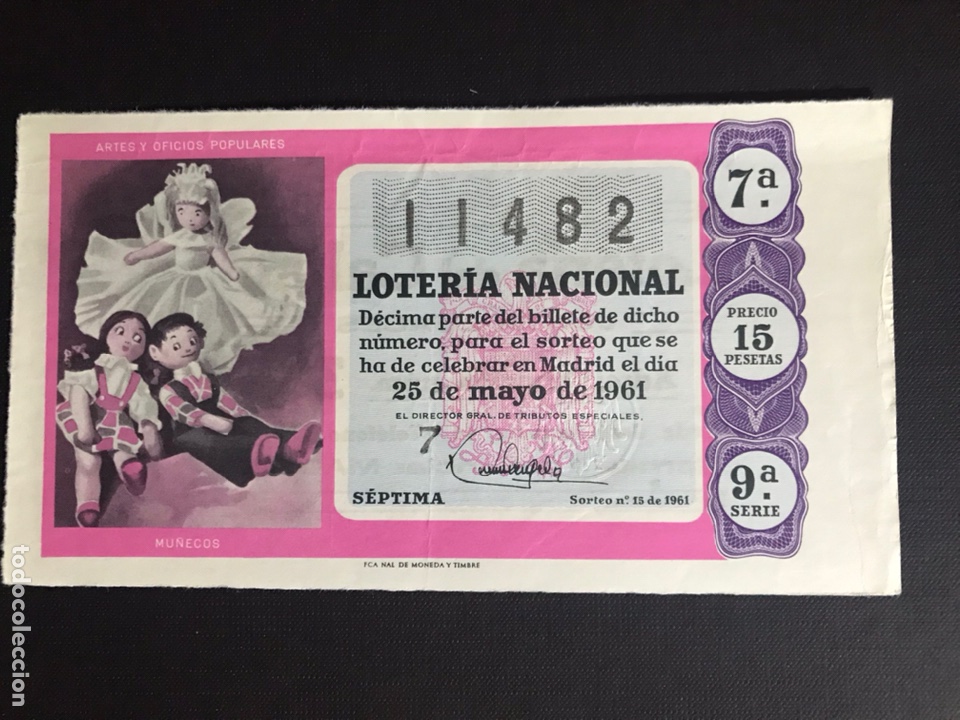 ARTES Y OFICIOS POPULARES
MUÑECOS
11482
LOTERÍA NACIONAL
Décima parte del billete de dicho
número, para el sorteo que se
ha de celebrar en Madrid el día
25 de mayo de 1961
EL DIRECTOR GRAL. DE TRIBUTOS ESPECIALES,
7
SÉPTIMA
Sorteo nº 15 de 1961
7ª.
PRECIO
15
PESETAS
9ª.
SERIE
FCA NAL DE MONEDA Y TIMBRE
todocoleccion